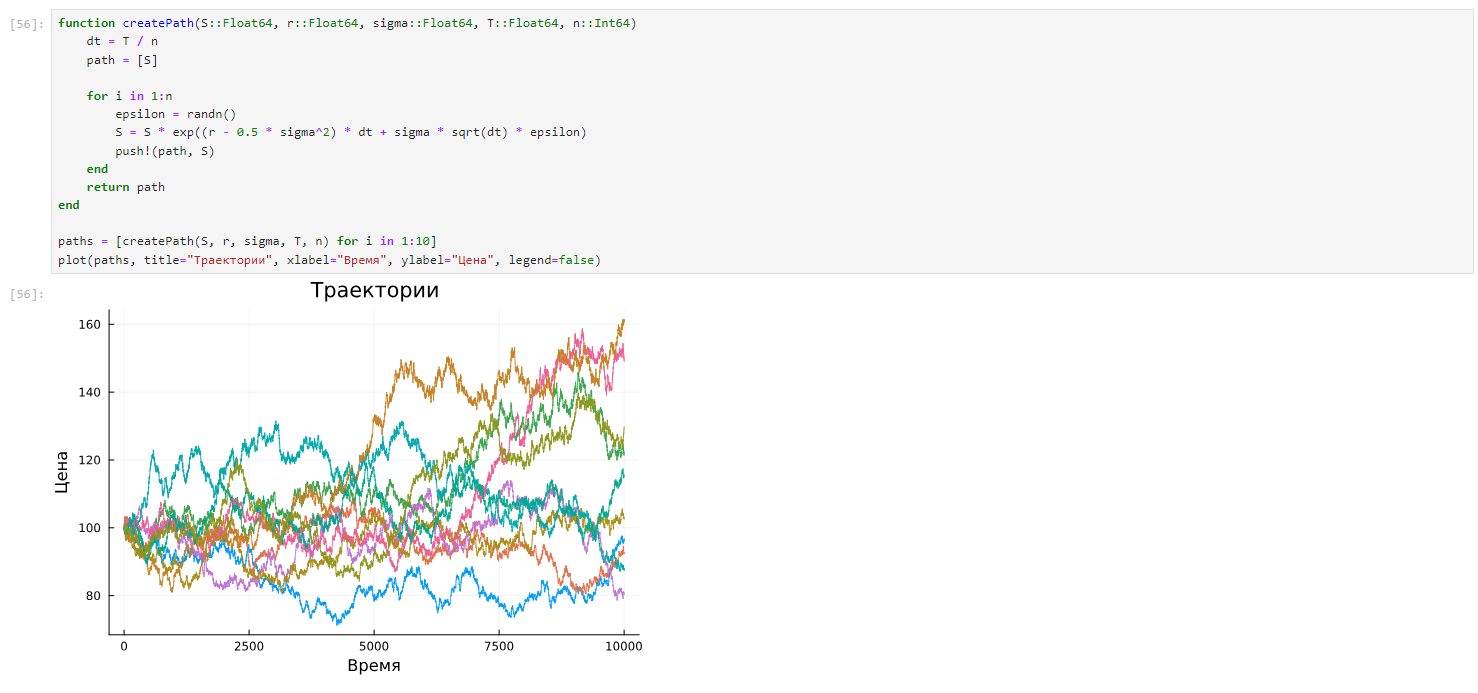 [56]: function createPath(S::Float64, r::Float64, sigma::Float64, T::Float64, n::Int64)
    dt = T / n
    path = [S]

    for i in 1:n
        epsilon = randn()
        S = S * exp((r - 0.5 * sigma^2) * dt + sigma * sqrt(dt) * epsilon)
        push!(path, S)
    end
    return path
end

paths = [createPath(S, r, sigma, T, n) for i in 1:10]
plot(paths, title="Траектории", xlabel="Время", ylabel="Цена", legend=false)
[56]:
Траектории
160
140
120
100
80
Цена
0 2500 5000 7500 10000
Время